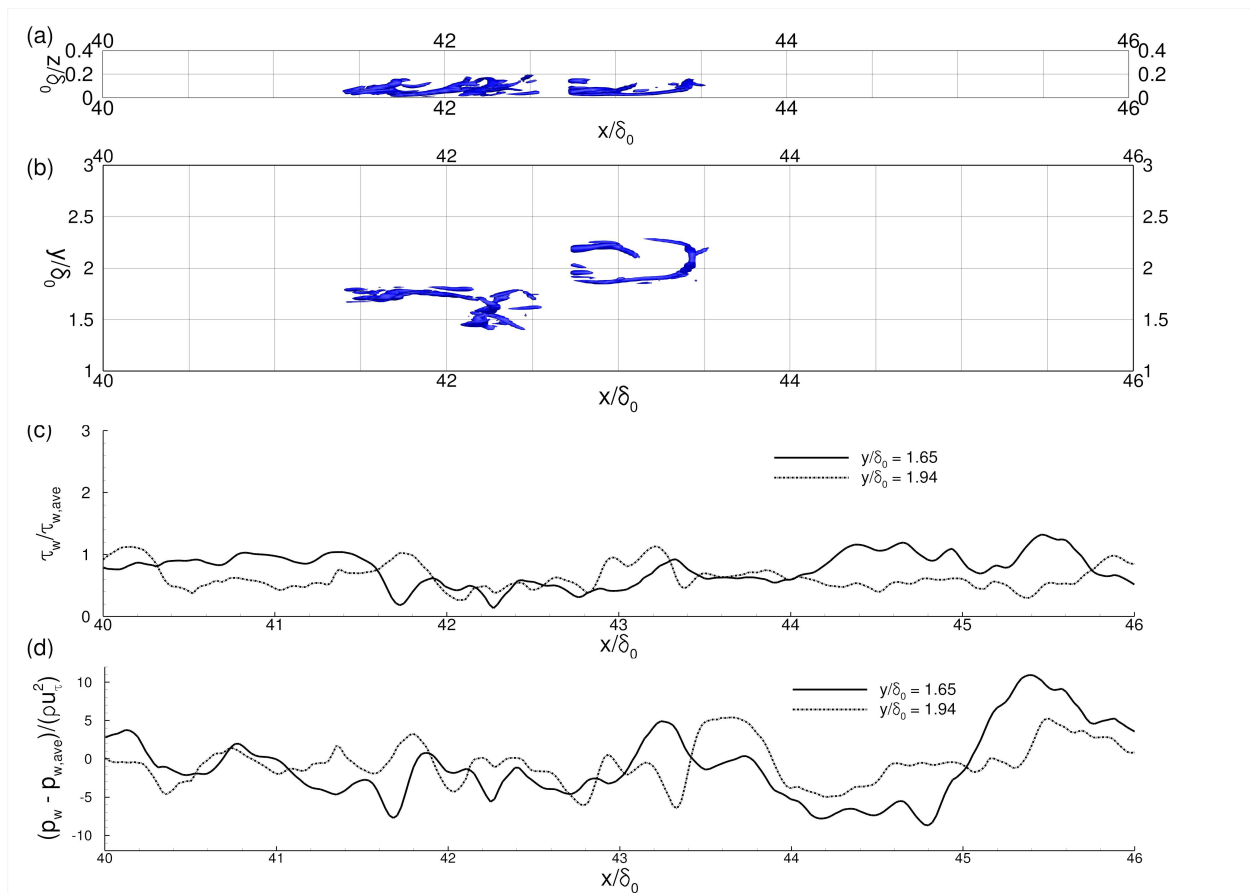 (a)
40 42 44 46
0.4 0.4
0.2 0.2
0 0
z/δ₀
40 42 44 46
x/δ₀
(b)
40 42 44 46
3 3
2.5 2.5
2 2
1.5 1.5
1 1
y/δ₀
40 42 44 46
x/δ₀
(c)
3
2
1
0
τw/τw,ave
y/δ₀ = 1.65
y/δ₀ = 1.94
40 41 42 43 44 45 46
x/δ₀
(d)
10
5
0
-5
-10
(pw - pw,ave)/(ρu²τ)
y/δ₀ = 1.65
y/δ₀ = 1.94
40 41 42 43 44 45 46
x/δ₀